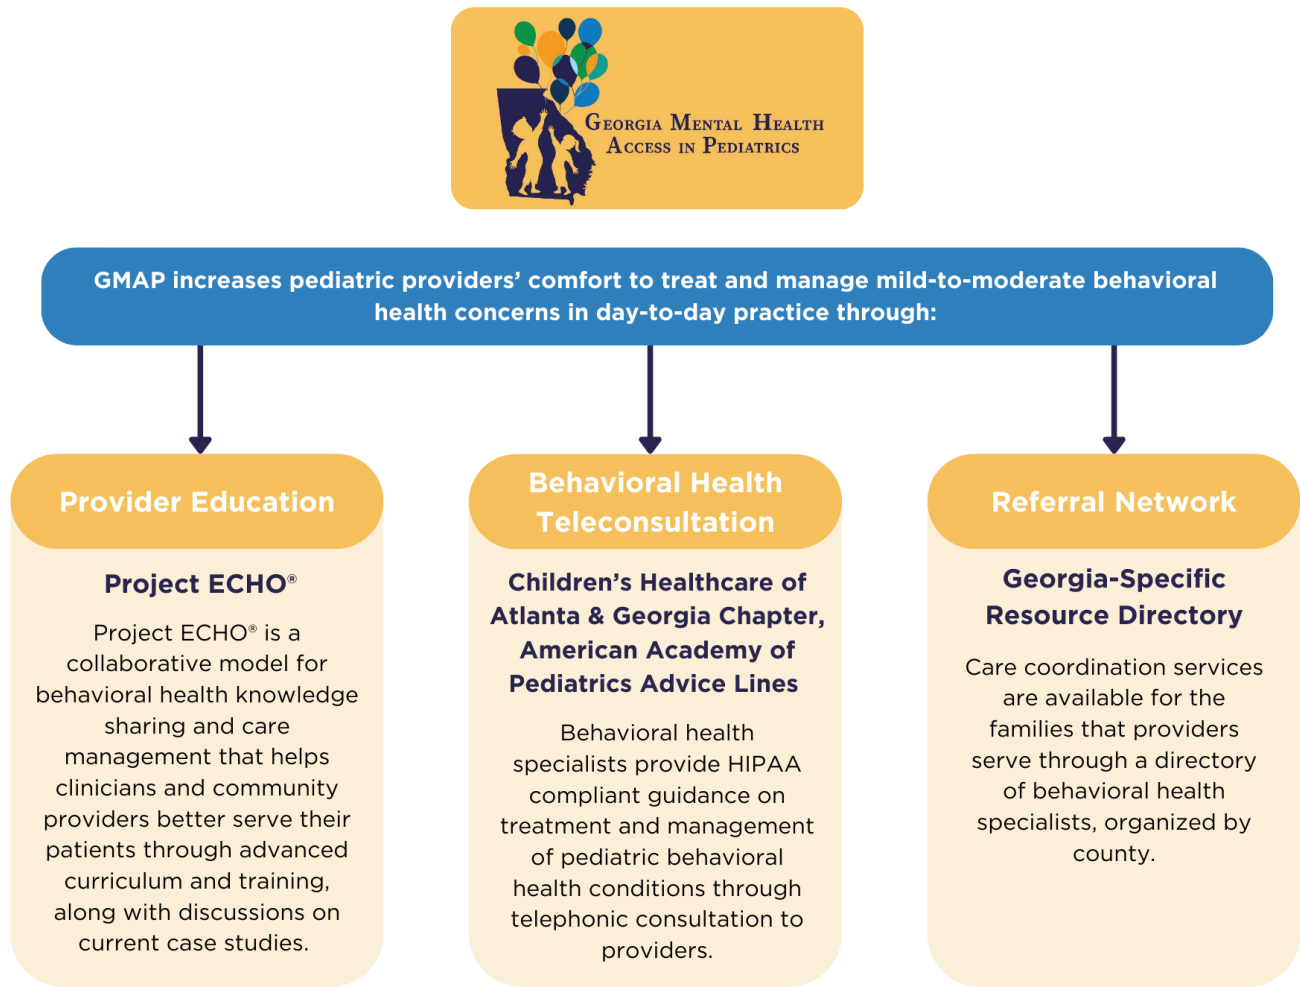 Georgia Mental Health
Access in Pediatrics
GMAP increases pediatric providers’ comfort to treat and manage mild-to-moderate behavioral
health concerns in day-to-day practice through:
Provider Education
Project ECHO®
Project ECHO® is a
collaborative model for
behavioral health knowledge
sharing and care
management that helps
clinicians and community
providers better serve their
patients through advanced
curriculum and training,
along with discussions on
current case studies.
Behavioral Health
Teleconsultation
Children’s Healthcare of
Atlanta & Georgia Chapter,
American Academy of
Pediatrics Advice Lines
Behavioral health
specialists provide HIPAA
compliant guidance on
treatment and management
of pediatric behavioral
health conditions through
telephonic consultation to
providers.
Referral Network
Georgia-Specific
Resource Directory
Care coordination services
are available for the
families that providers
serve through a directory
of behavioral health
specialists, organized by
county.